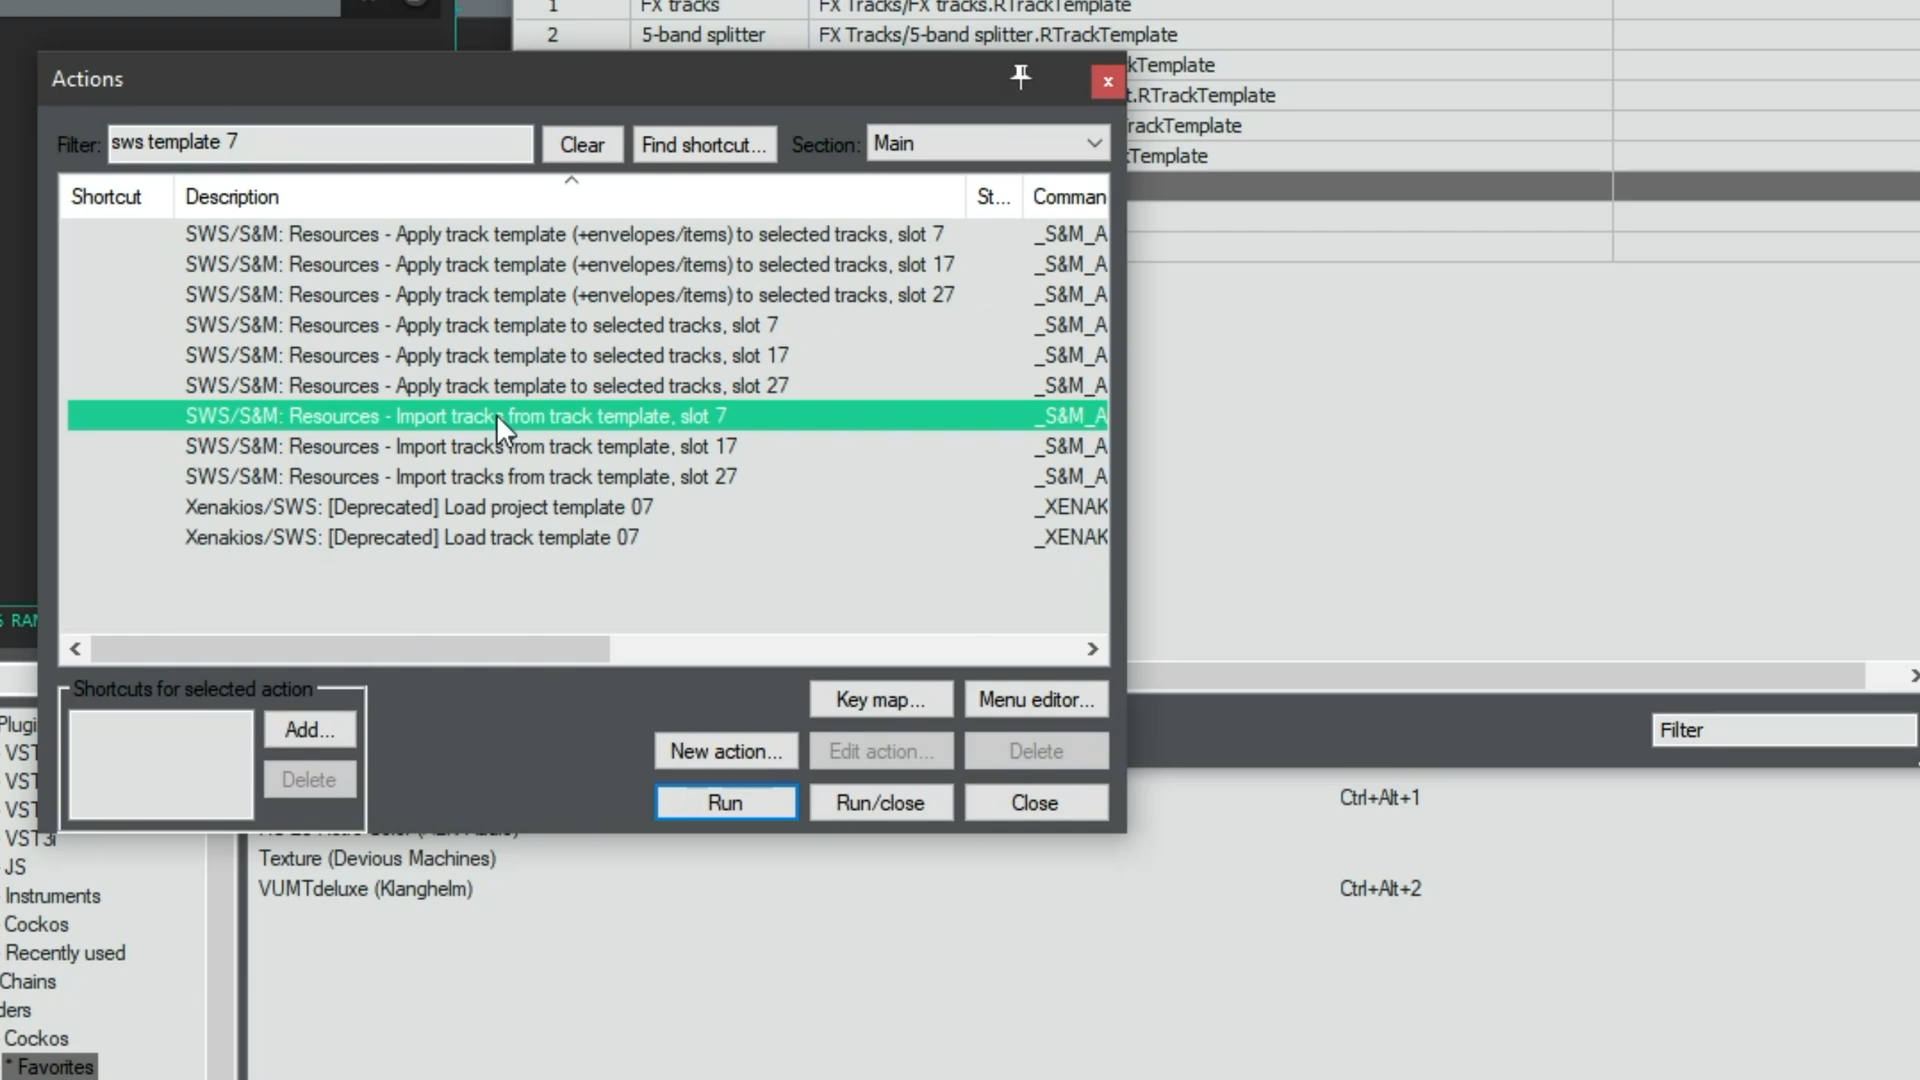 1 FX tracks FX Tracks/FX tracks.RTrackTemplate
2 5-band splitter FX Tracks/5-band splitter.RTrackTemplate
kTemplate
t.RTrackTemplate
rackTemplate
kTemplate
Actions
x
Filter: sws template 7 Clear Find shortcut... Section: Main
Shortcut Description St... Comman
SWS/S&M: Resources - Apply track template (+envelopes/items) to selected tracks, slot 7 _S&M_A
SWS/S&M: Resources - Apply track template (+envelopes/items) to selected tracks, slot 17 _S&M_A
SWS/S&M: Resources - Apply track template (+envelopes/items) to selected tracks, slot 27 _S&M_A
SWS/S&M: Resources - Apply track template to selected tracks, slot 7 _S&M_A
SWS/S&M: Resources - Apply track template to selected tracks, slot 17 _S&M_A
SWS/S&M: Resources - Apply track template to selected tracks, slot 27 _S&M_A
SWS/S&M: Resources - Import tracks from track template, slot 7 _S&M_A
SWS/S&M: Resources - Import tracks from track template, slot 17 _S&M_A
SWS/S&M: Resources - Import tracks from track template, slot 27 _S&M_A
Xenakios/SWS: [Deprecated] Load project template 07 _XENAK
Xenakios/SWS: [Deprecated] Load track template 07 _XENAK
RAM
Shortcuts for selected action
Add...
Delete
Key map... Menu editor...
New action... Edit action... Delete
Run Run/close Close
Filter
Plugi
VST
VST
VST
VST3i
JS
Instruments
Cockos
Recently used
Chains
ders
Cockos
* Favorites
Ctrl+Alt+1
Texture (Devious Machines)
VUMTdeluxe (Klanghelm) Ctrl+Alt+2